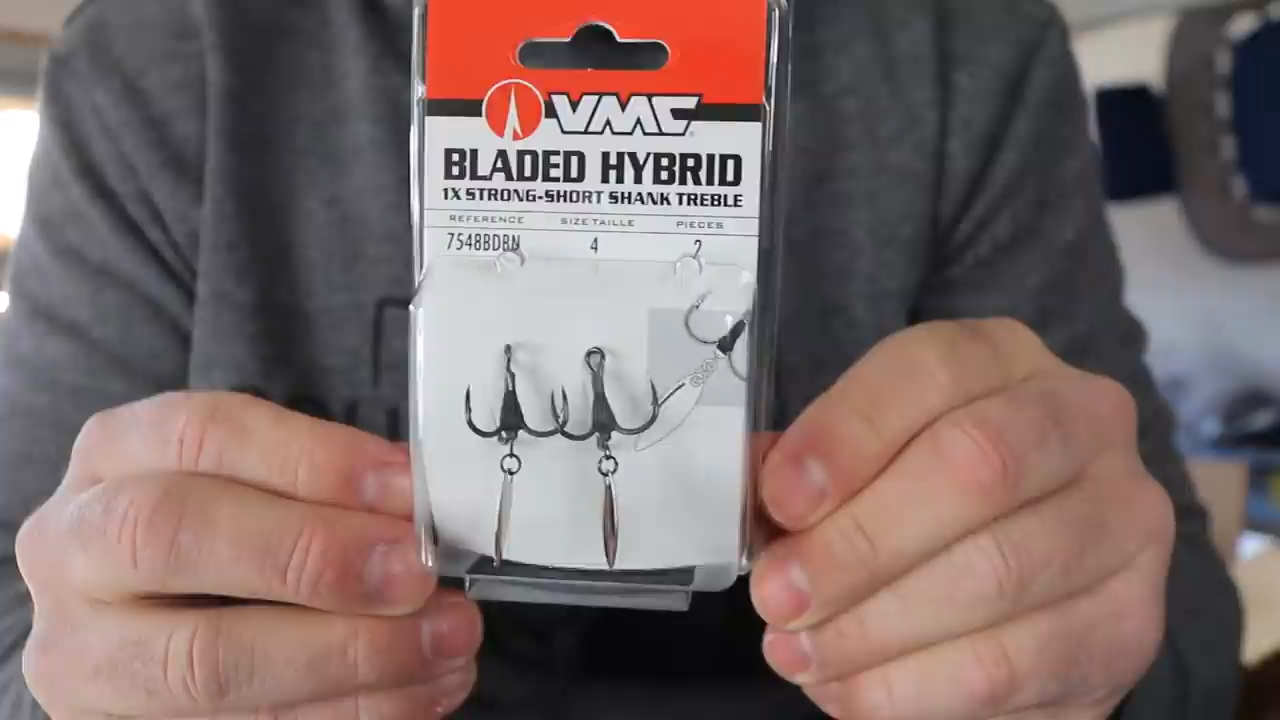 VMC
BLADED HYBRID
1X STRONG-SHORT SHANK TREBLE
REFERENCE SIZE TAILLE PIECES
7548BDBN 4 2